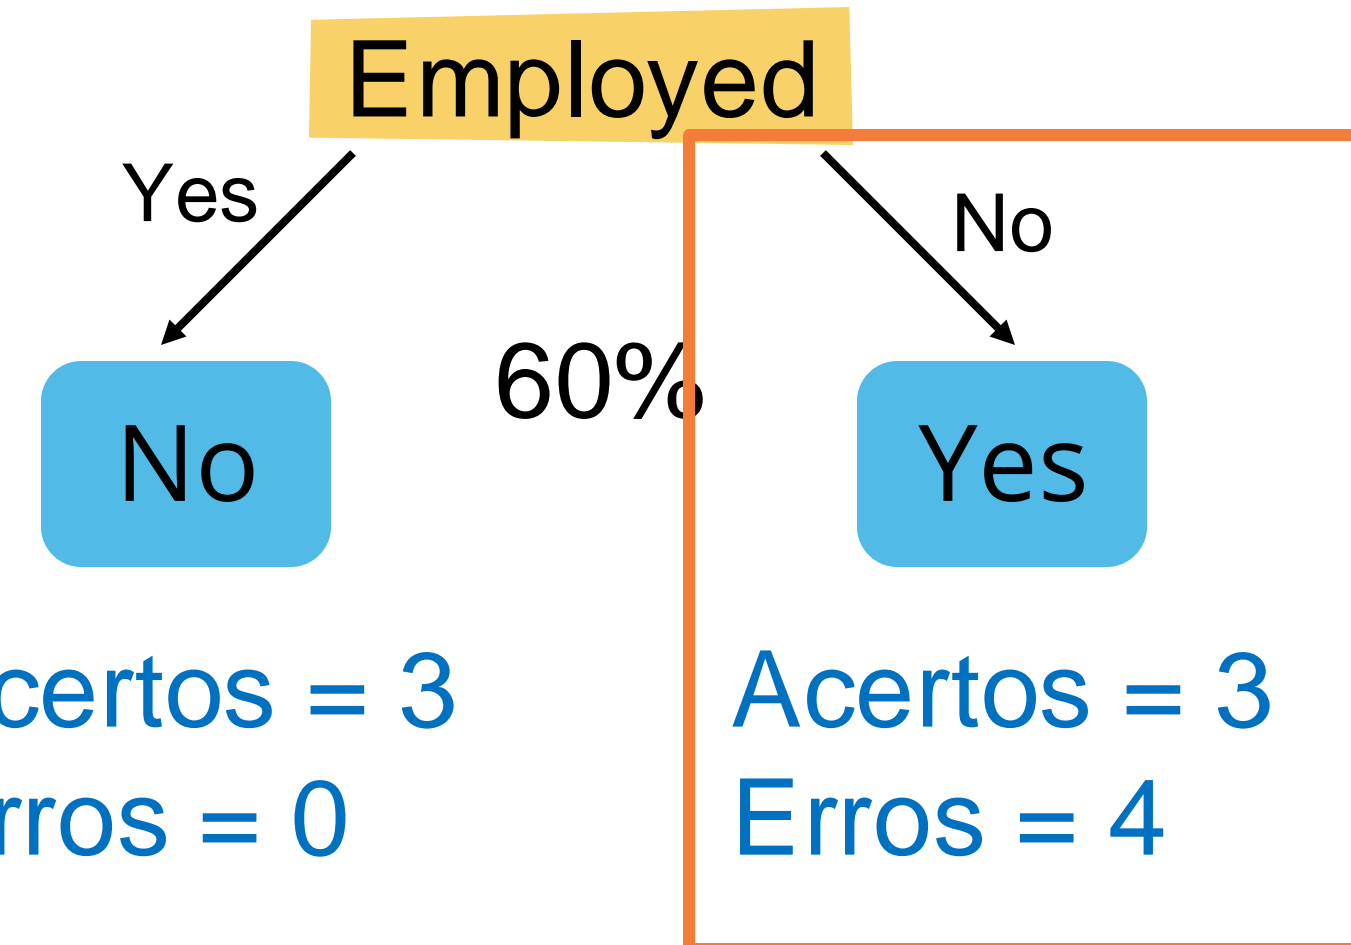 Employed
Yes
No
60%
No
Yes
certos = 3
Acertos = 3
rros = 0
Erros = 4